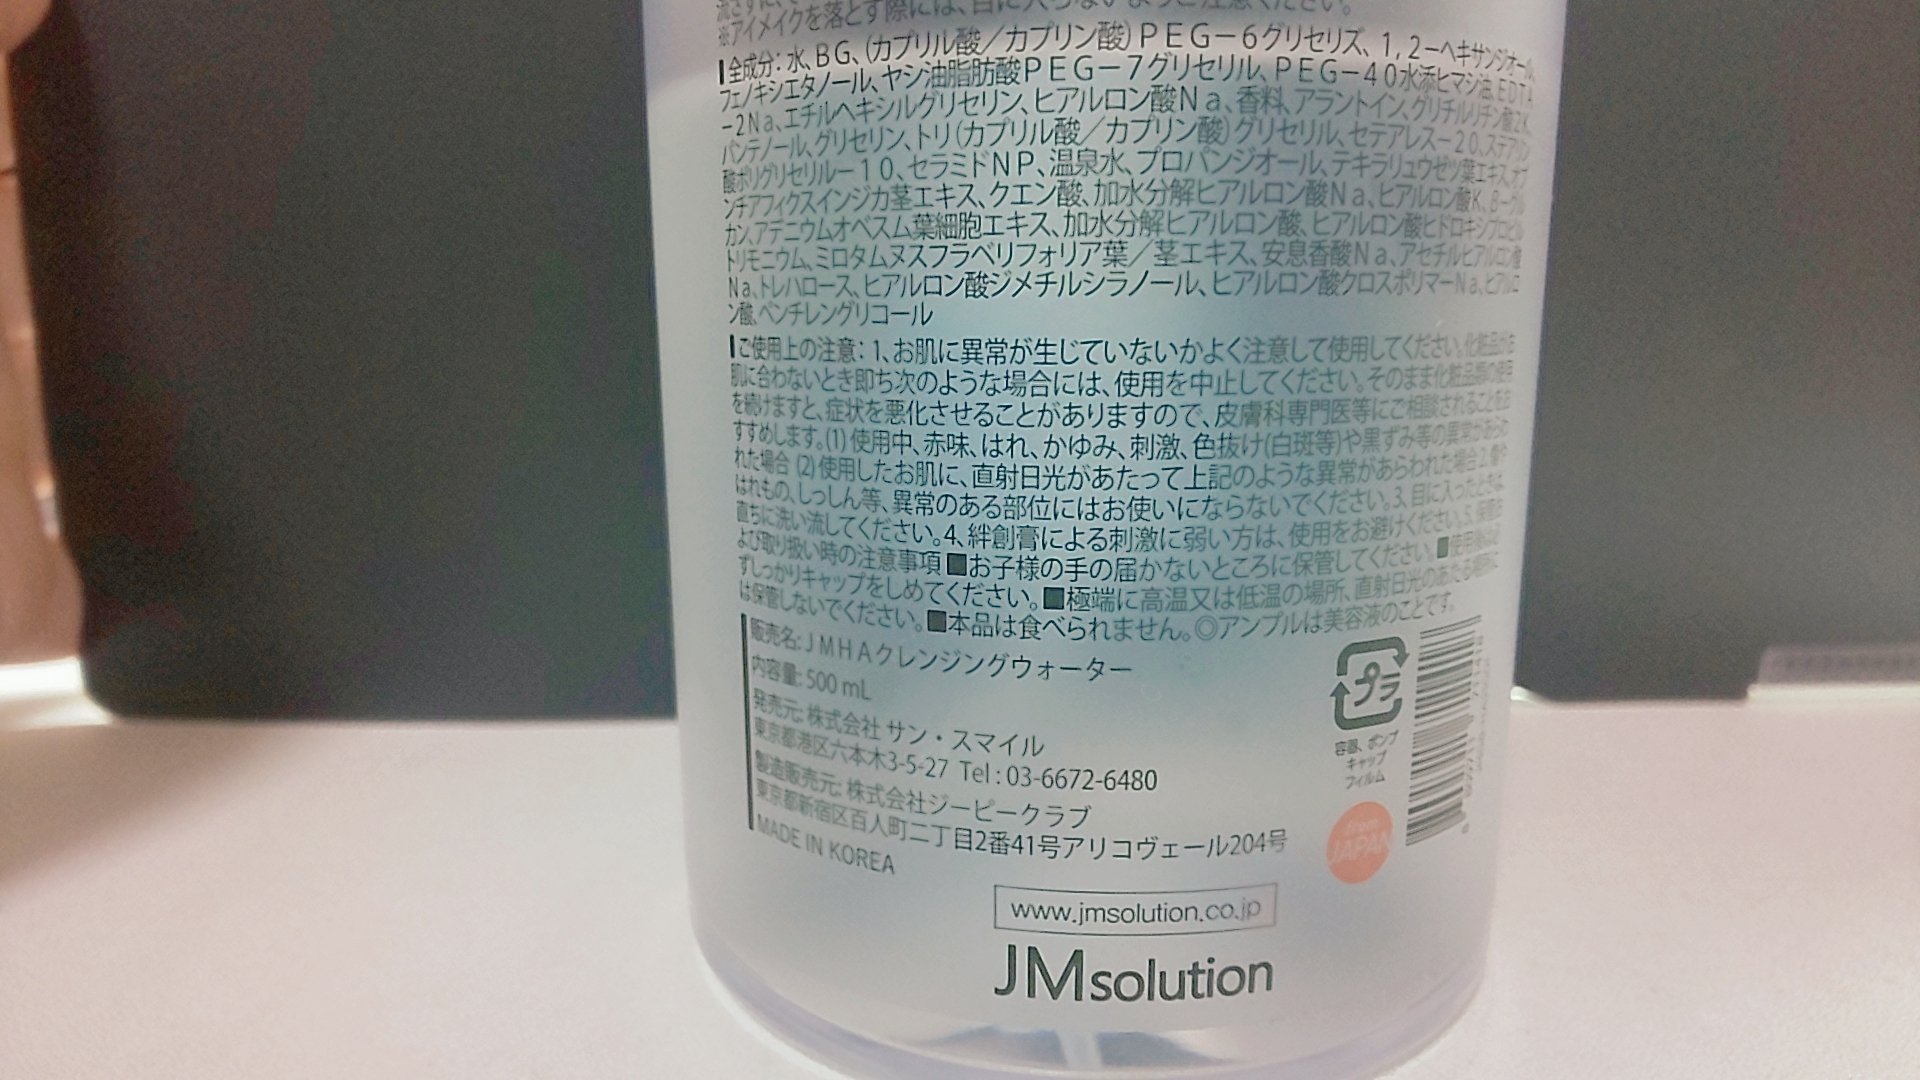 ※アイメイクを落とす際には、目に入らないようご注意ください。
全成分：水、BG、(カプリル酸／カプリン酸)PEG－6グリセリズ、1,2－ヘキサンジオール、
フェノキシエタノール、ヤシ油脂肪酸PEG－7グリセリル、PEG－40水添ヒマシ油、EDTA
－2Na、エチルヘキシルグリセリン、ヒアルロン酸Na、香料、アラントイン、グリチルリチン酸2K、
パンテノール、グリセリン、トリ(カプリル酸／カプリン酸)グリセリル、セテアレス－20、ステアリン
酸ポリグリセリル－10、セラミドNP、温泉水、プロパンジオール、テキラリュウゼツ葉エキス、オプ
ンチアフィクスインジカ茎エキス、クエン酸、加水分解ヒアルロン酸Na、ヒアルロン酸K、β－グル
カン、アデニウムオベスム葉細胞エキス、加水分解ヒアルロン酸、ヒアルロン酸ヒドロキシプロピル
トリモニウム、ミロタムヌスフラベリフォリア葉／茎エキス、安息香酸Na、アセチルヒアルロン酸
Na、トレハロース、ヒアルロン酸ジメチルシラノール、ヒアルロン酸クロスポリマーNa、ヒアルロ
ン酸、ペンチレングリコール
ご使用上の注意：1、お肌に異常が生じていないかよく注意して使用してください。化粧品がお
肌に合わないとき即ち次のような場合には、使用を中止してください。そのまま化粧品類の使用
を続けますと、症状を悪化させることがありますので、皮膚科専門医等にご相談されることをお
すすめします。(1)使用中、赤味、はれ、かゆみ、刺激、色抜け(白斑等)や黒ずみ等の異常があらわ
れた場合 (2)使用したお肌に、直射日光があたって上記のような異常があらわれた場合 2、傷や
はれもの、しっしん等、異常のある部位にはお使いにならないでください。3、目に入ったときは、
直ちに洗い流してください。4、絆創膏による刺激に弱い方は、使用をお避けください。5、保管お
よび取り扱い時の注意事項 ■お子様の手の届かないところに保管してください。■使用後は必
ずしっかりキャップをしめてください。■極端に高温又は低温の場所、直射日光のあたる場所に
は保管しないでください。■本品は食べられません。◎アンプルは美容液のことです。
販売名：JMHAクレンジングウォーター
内容量：500 mL
発売元：株式会社 サン・スマイル
東京都港区六本木3-5-27 Tel：03-6672-6480
製造販売元：株式会社ジーピークラブ
東京都新宿区百人町二丁目2番41号アリコヴェール204号
MADE IN KOREA
プラ
容器、ポンプ
キャップ
フィルム
from
JAPAN
www.jmsolution.co.jp
JMsolution